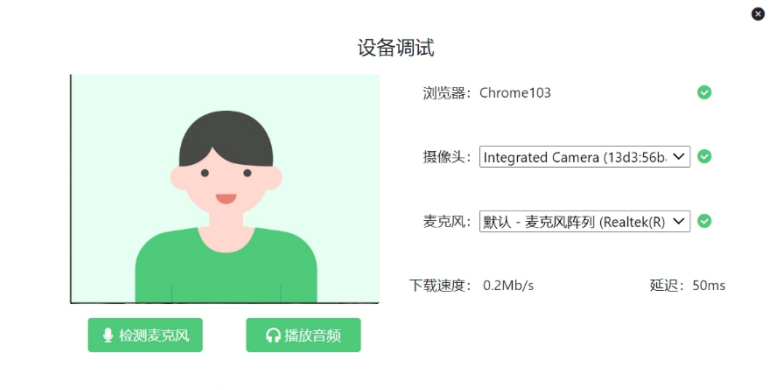 设备调试
浏览器：Chrome103
摄像头：Integrated Camera (13d3:56b
麦克风：默认 - 麦克风阵列 (Realtek(R)
下载速度：0.2Mb/s 延迟：50ms
检测麦克风 播放音频